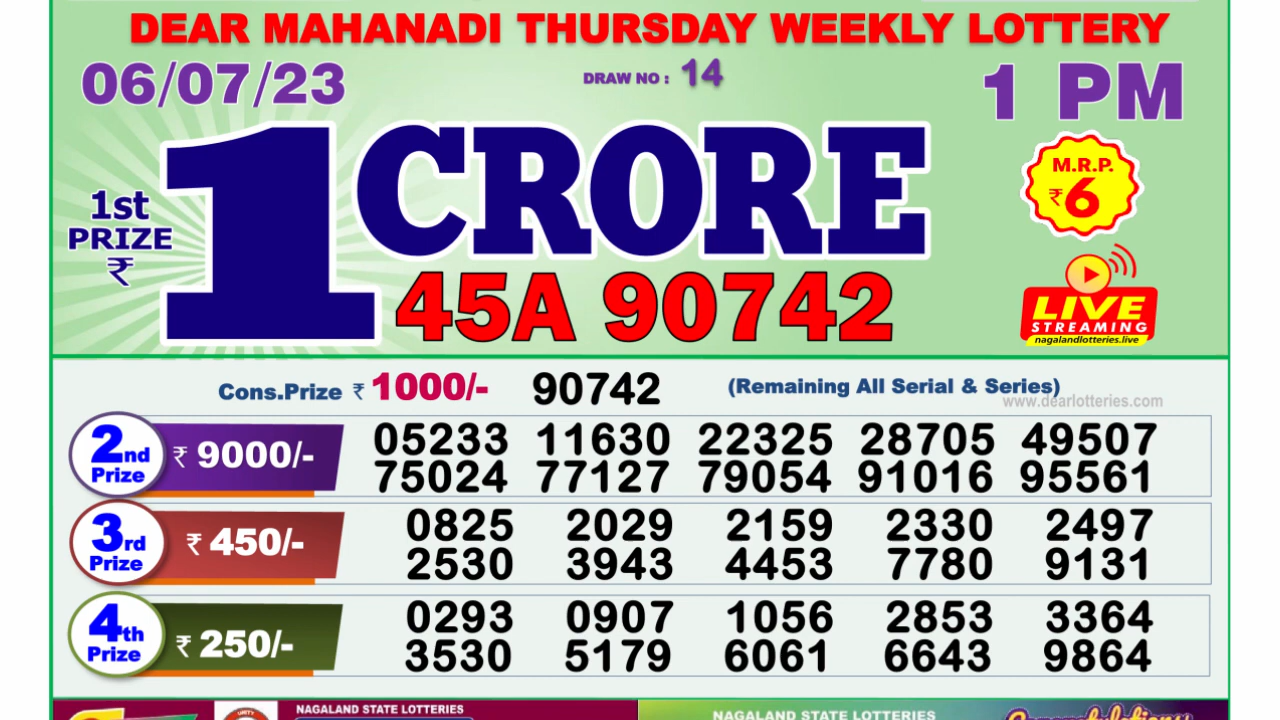 DEAR MAHANADI THURSDAY WEEKLY LOTTERY
06/07/23
DRAW NO : 14
1 PM
1st
PRIZE
₹
1 CRORE
45A 90742
M.R.P.
₹6
LIVE
STREAMING
nagalandlotteries.live
Cons.Prize ₹ 1000/- 90742 (Remaining All Serial & Series)
www.dearlotteries.com
2nd
Prize
₹ 9000/-
05233 11630 22325 28705 49507
75024 77127 79054 91016 95561
3rd
Prize
₹ 450/-
0825 2029 2159 2330 2497
2530 3943 4453 7780 9131
4th
Prize
₹ 250/-
0293 0907 1056 2853 3364
3530 5179 6061 6643 9864
NAGALAND STATE LOTTERIES
NAGALAND STATE LOTTERIES